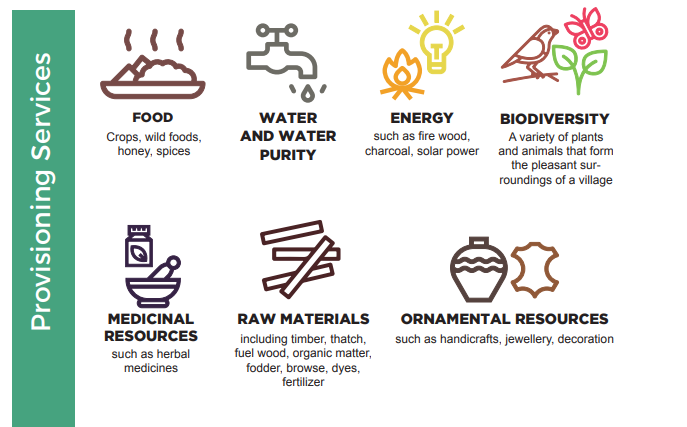 Provisioning Services
FOOD
Crops, wild foods,
honey, spices
WATER
AND WATER
PURITY
ENERGY
such as fire wood,
charcoal, solar power
BIODIVERSITY
A variety of plants
and animals that form
the pleasant sur-
roundings of a village
MEDICINAL
RESOURCES
such as herbal
medicines
RAW MATERIALS
including timber, thatch,
fuel wood, organic matter,
fodder, browse, dyes,
fertilizer
ORNAMENTAL RESOURCES
such as handicrafts, jewellery, decoration